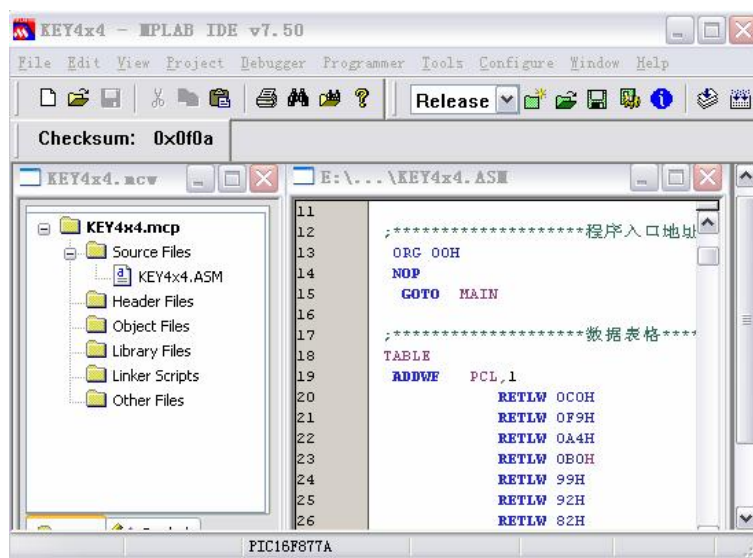 KEY4x4 - MPLAB IDE v7.50
File Edit View Project Debugger Programmer Tools Configure Window Help
Release
Checksum: 0x0f0a
KEY4x4.mcw
E:\...\KEY4x4.ASM
KEY4x4.mcp
Source Files
KEY4x4.ASM
Header Files
Object Files
Library Files
Linker Scripts
Other Files
11
12 ;*********************程序入口地址
13 ORG 00H
14 NOP
15 GOTO MAIN
16
17 ;*********************数据表格****
18 TABLE
19 ADDWF PCL,1
20 RETLW 0C0H
21 RETLW 0F9H
22 RETLW 0A4H
23 RETLW 0B0H
24 RETLW 99H
25 RETLW 92H
26 RETLW 82H
PIC16F877A